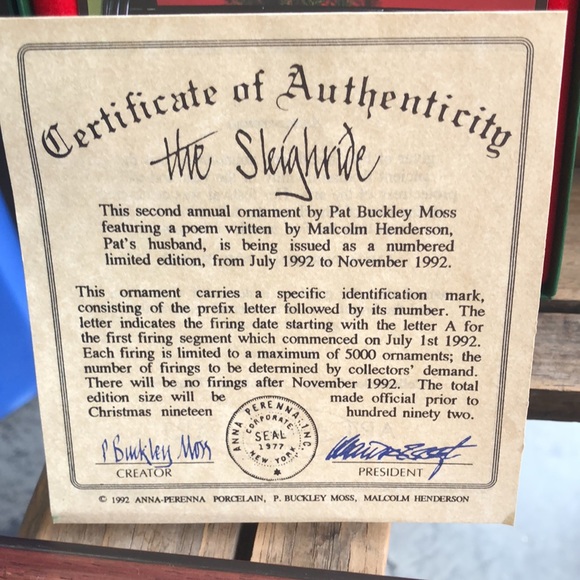 Certificate of Authenticity
the Sleighride
This second annual ornament by Pat Buckley Moss
featuring a poem written by Malcolm Henderson,
Pat's husband, is being issued as a numbered
limited edition, from July 1992 to November 1992.
This ornament carries a specific identification mark,
consisting of the prefix letter followed by its number. The
letter indicates the firing date starting with the letter A for
the first firing segment which commenced on July 1st 1992.
Each firing is limited to a maximum of 5000 ornaments; the
number of firings to be determined by collectors' demand.
There will be no firings after November 1992. The total
edition size will be made official prior to
Christmas nineteen hundred ninety two.
ANNA PERENNA, INC.
CORPORATE
SEAL
1977
NEW YORK
P Buckley Moss
CREATOR
PRESIDENT
© 1992 ANNA-PERENNA PORCELAIN, P. BUCKLEY MOSS, MALCOLM HENDERSON